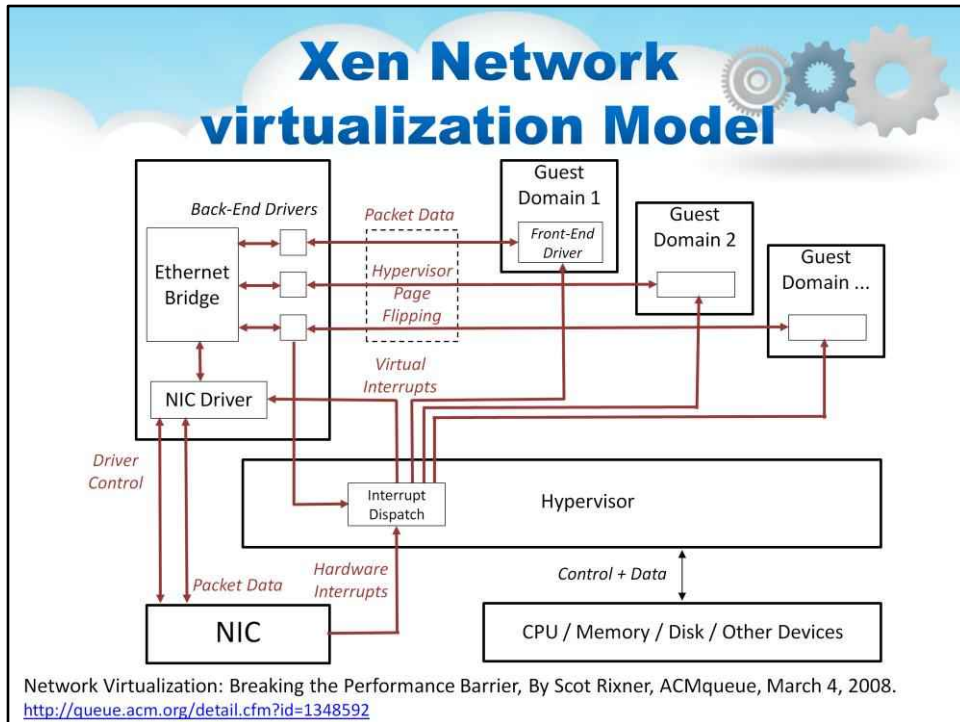 Xen Network
virtualization Model
Back-End Drivers
Packet Data
Guest
Domain 1
Front-End
Driver
Guest
Domain 2
Guest
Domain ...
Ethernet
Bridge
Hypervisor
Page
Flipping
Virtual
Interrupts
NIC Driver
Driver
Control
Interrupt
Dispatch
Hypervisor
Packet Data
Hardware
Interrupts
Control + Data
NIC
CPU / Memory / Disk / Other Devices
Network Virtualization: Breaking the Performance Barrier, By Scot Rixner, ACMqueue, March 4, 2008.
http://queue.acm.org/detail.cfm?id=1348592